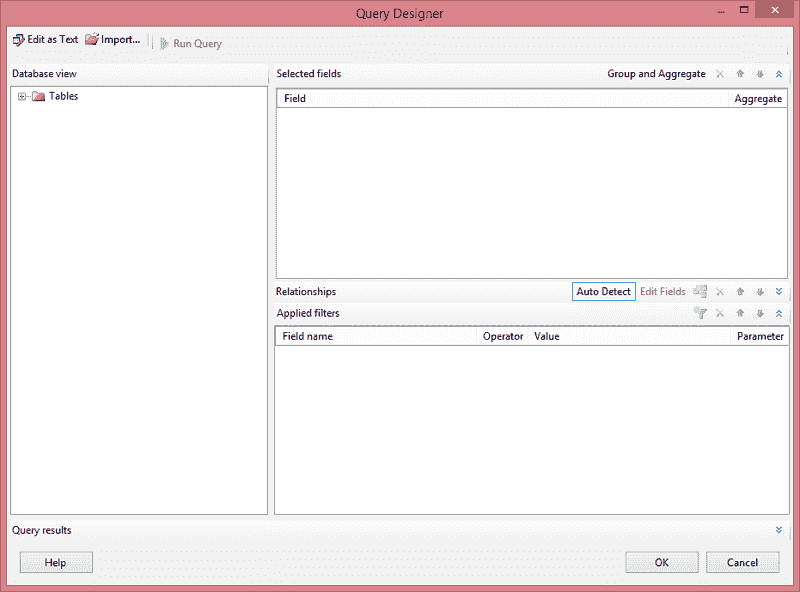 Query Designer
Edit as Text Import... Run Query
Database view
Tables
Selected fields Group and Aggregate
Field Aggregate
Relationships Auto Detect Edit Fields
Applied filters
Field name Operator Value Parameter
Query results
Help OK Cancel